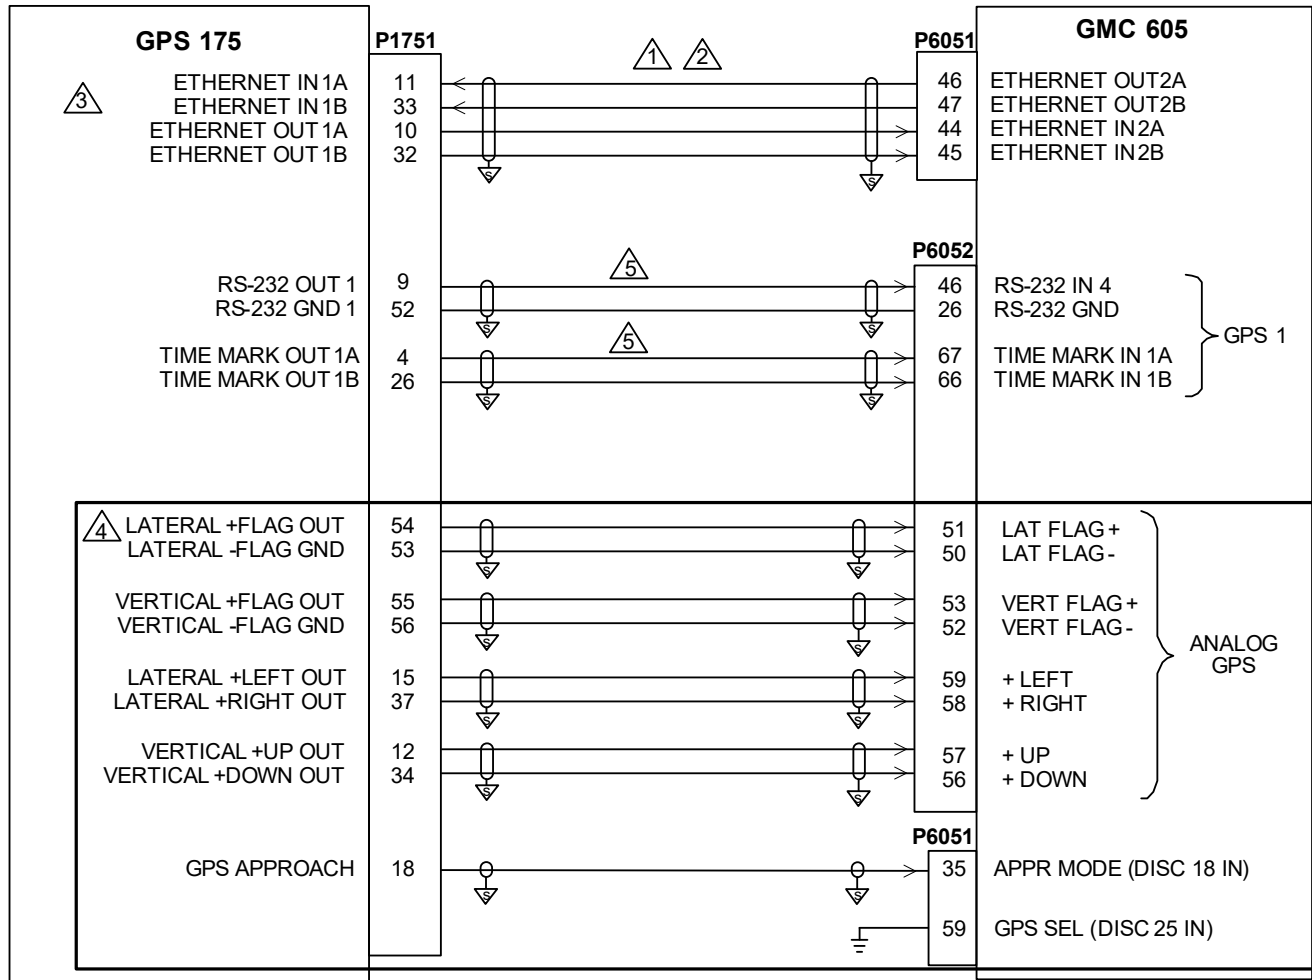 GPS 175 P1751 P6051 GMC 605
1 2
3
ETHERNET IN 1A 11 46 ETHERNET OUT 2A
ETHERNET IN 1B 33 47 ETHERNET OUT 2B
ETHERNET OUT 1A 10 44 ETHERNET IN 2A
ETHERNET OUT 1B 32 45 ETHERNET IN 2B
S S
P6052
5
RS-232 OUT 1 9 46 RS-232 IN 4
RS-232 GND 1 52 26 RS-232 GND
S S
GPS 1
5
TIME MARK OUT 1A 4 67 TIME MARK IN 1A
TIME MARK OUT 1B 26 66 TIME MARK IN 1B
S S
4 LATERAL +FLAG OUT 54 51 LAT FLAG +
LATERAL -FLAG GND 53 50 LAT FLAG -
S S
VERTICAL +FLAG OUT 55 53 VERT FLAG +
VERTICAL -FLAG GND 56 52 VERT FLAG -
S S
ANALOG
GPS
LATERAL +LEFT OUT 15 59 + LEFT
LATERAL +RIGHT OUT 37 58 + RIGHT
S S
VERTICAL +UP OUT 12 57 + UP
VERTICAL +DOWN OUT 34 56 + DOWN
S S
P6051
GPS APPROACH 18 35 APPR MODE (DISC 18 IN)
S S
59 GPS SEL (DISC 25 IN)